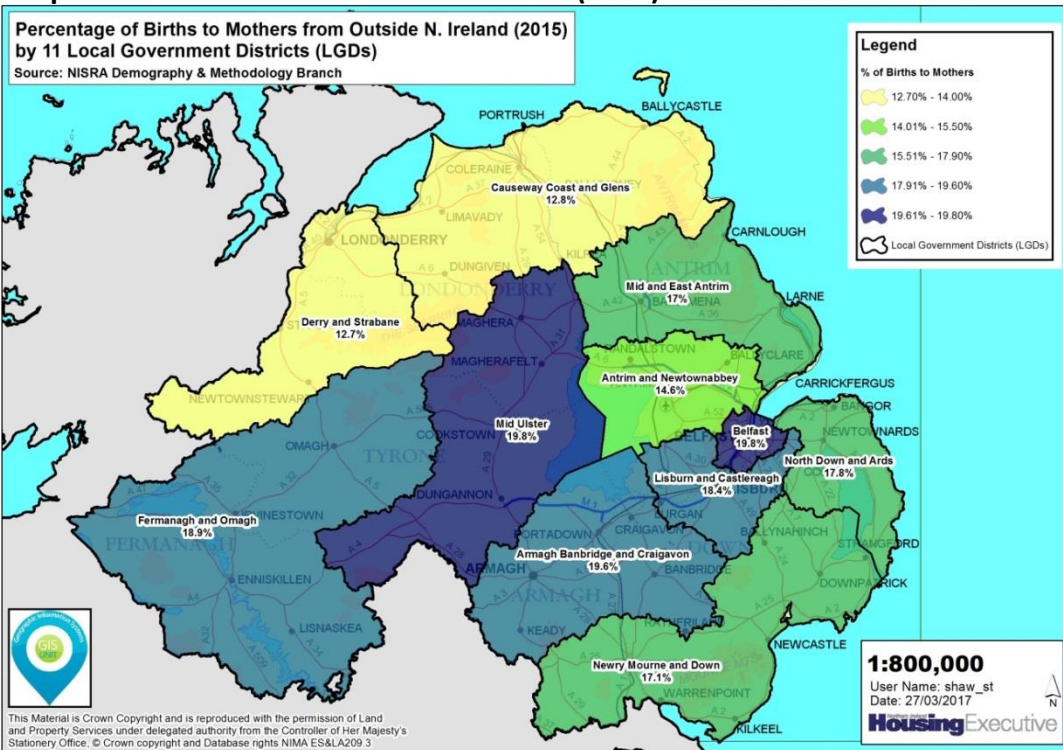 Percentage of Births to Mothers from Outside N. Ireland (2015)
by 11 Local Government Districts (LGDs)
Source: NISRA Demography & Methodology Branch
Legend
% of Births to Mothers
12.70% - 14.00%
14.01% - 15.50%
15.51% - 17.90%
17.91% - 19.60%
19.61% - 19.80%
Local Government Districts (LGDs)
BALLYCASTLE
PORTRUSH
COLERAINE
Causeway Coast and Glens
12.8%
LIMAVADY
LONDONDERRY
CARNLOUGH
DUNGIVEN
ANTRIM
LONDONDERRY
Mid and East Antrim
17%
LARNE
Derry and Strabane
12.7%
MAGHERA
MAGHERAFELT
RANDALSTOWN
BALLYCLARE
Antrim and Newtownabbey
14.6%
CARRICKFERGUS
NEWTOWNSTEWART
BANGOR
Mid Ulster
19.8%
Belfast
19.8%
NEWTOWNARDS
OMAGH
COOKSTOWN
TYRONE
North Down and Ards
17.8%
Lisburn and Castlereagh
18.4%
DUNGANNON
Fermanagh and Omagh
18.9%
FERMANAGH
PORTADOWN
CRAIGAVON
BALLYNAHINCH
STRANGFORD
Armagh Banbridge and Craigavon
19.6%
ARMAGH
BANBRIDGE
DOWNPATRICK
ENNISKILLEN
ARMAGH
LISNASKEA
KEADY
NEWCASTLE
Newry Mourne and Down
17.1%
WARRENPOINT
KILKEEL
GIS
UNIT
This Material is Crown Copyright and is reproduced with the permission of Land
and Property Services under delegated authority from the Controller of Her Majesty's
Stationery Office, © Crown copyright and Database rights NIMA ES&LA209.3
1:800,000
User Name: shaw_st
Date: 27/03/2017
N
Housing Executive